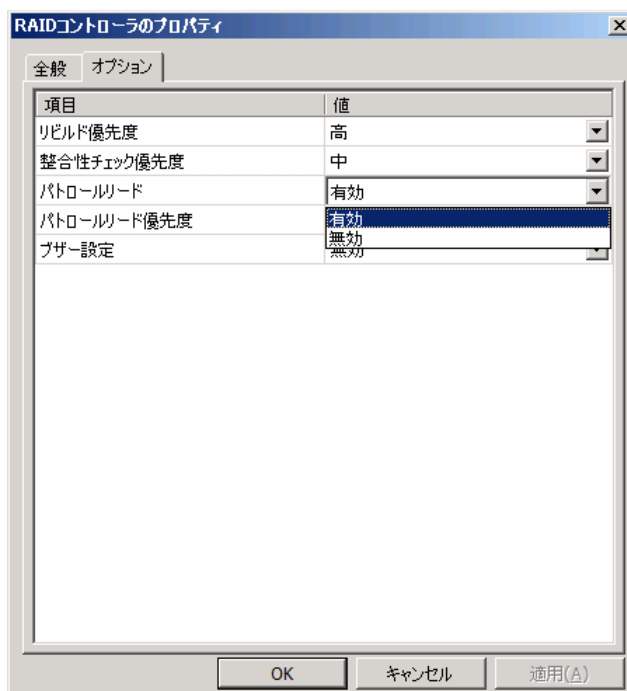 RAIDコントローラのプロパティ
全般 オプション
項目 値
リビルド優先度 高
整合性チェック優先度 中
パトロールリード 有効
パトロールリード優先度 有効
無効
ブザー設定 無効
OK キャンセル 適用(A)